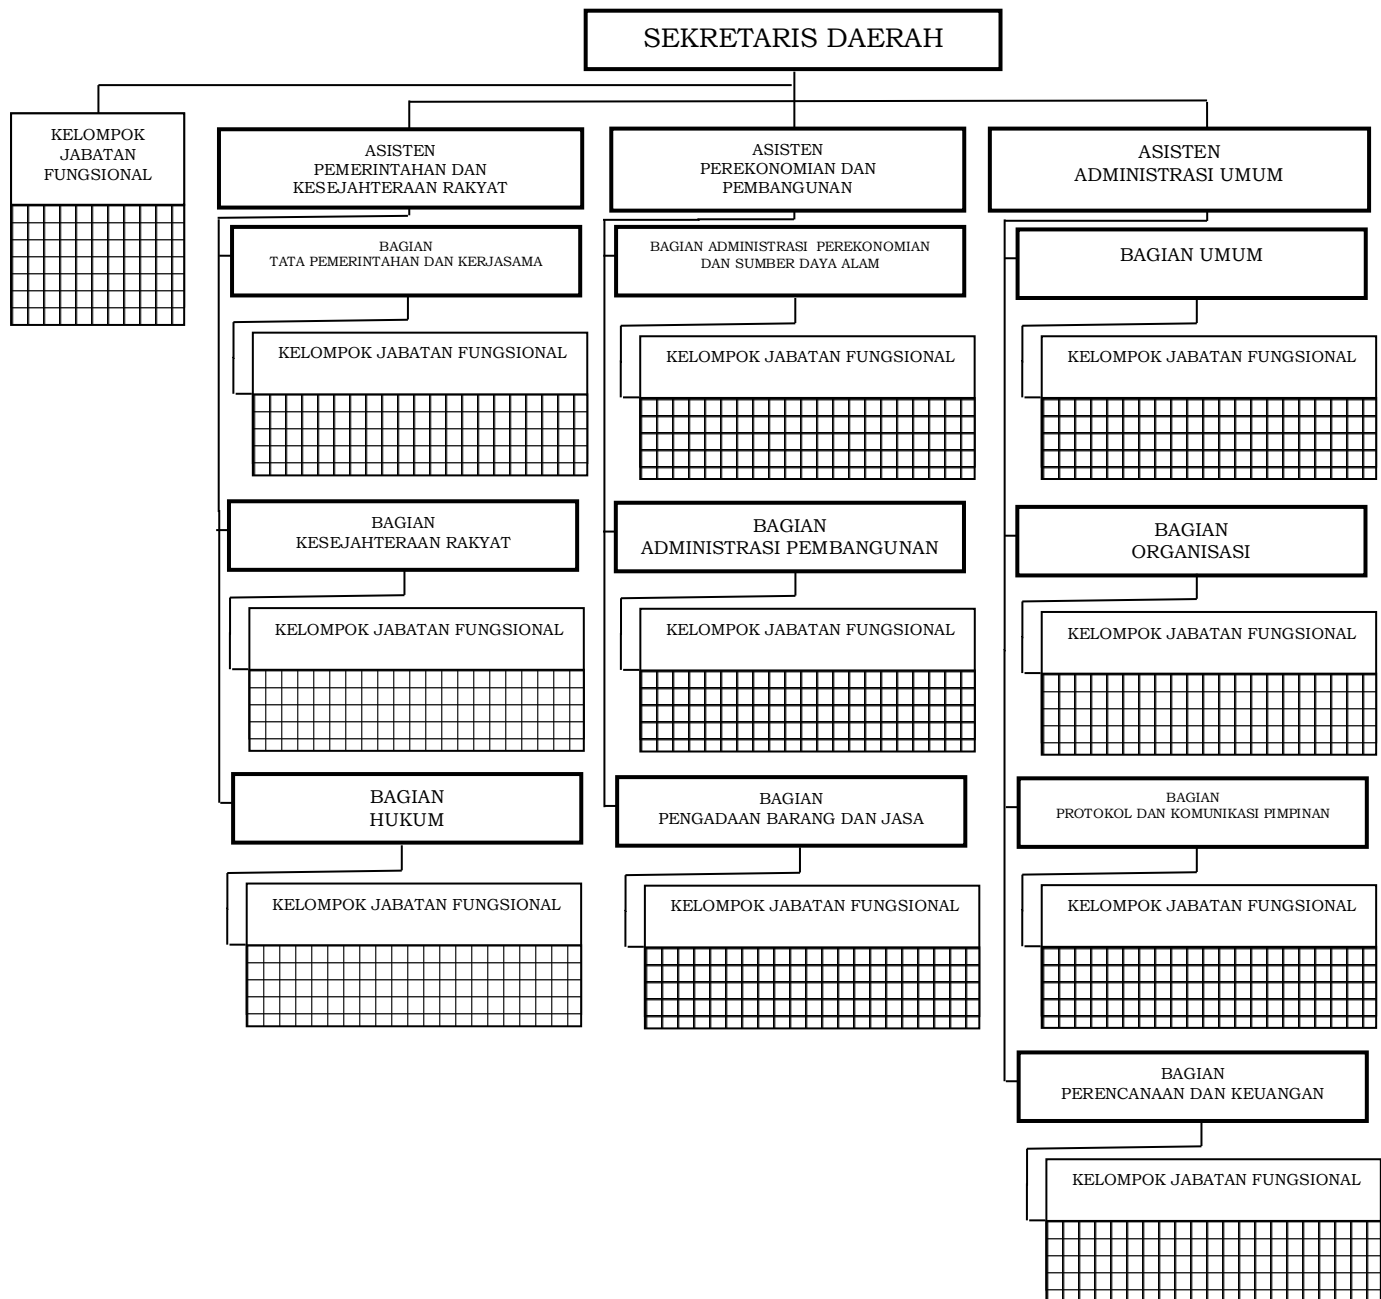 SEKRETARIS DAERAH
KELOMPOK
JABATAN
FUNGSIONAL
ASISTEN
PEMERINTAHAN DAN
KESEJAHTERAAN RAKYAT
BAGIAN
TATA PEMERINTAHAN DAN KERJASAMA
KELOMPOK JABATAN FUNGSIONAL
BAGIAN
KESEJAHTERAAN RAKYAT
KELOMPOK JABATAN FUNGSIONAL
BAGIAN
HUKUM
KELOMPOK JABATAN FUNGSIONAL
ASISTEN
PEREKONOMIAN DAN
PEMBANGUNAN
BAGIAN ADMINISTRASI PEREKONOMIAN
DAN SUMBER DAYA ALAM
KELOMPOK JABATAN FUNGSIONAL
BAGIAN
ADMINISTRASI PEMBANGUNAN
KELOMPOK JABATAN FUNGSIONAL
BAGIAN
PENGADAAN BARANG DAN JASA
KELOMPOK JABATAN FUNGSIONAL
ASISTEN
ADMINISTRASI UMUM
BAGIAN UMUM
KELOMPOK JABATAN FUNGSIONAL
BAGIAN
ORGANISASI
KELOMPOK JABATAN FUNGSIONAL
BAGIAN
PROTOKOL DAN KOMUNIKASI PIMPINAN
KELOMPOK JABATAN FUNGSIONAL
BAGIAN
PERENCANAAN DAN KEUANGAN
KELOMPOK JABATAN FUNGSIONAL